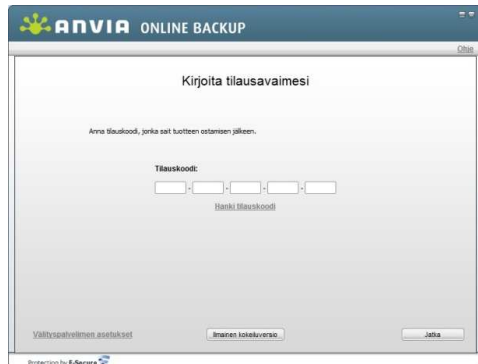 ANVIA ONLINE BACKUP
Ohje
Kirjoita tilausavaimesi
Anna tilauskoodi, jonka sait tuotteen ostamisen jälkeen.
Tilauskoodi:
- - - -
Hanki tilauskoodi
Välityspalvelimen asetukset Ilmainen kokeiluversio Jatka
Protection by F-Secure